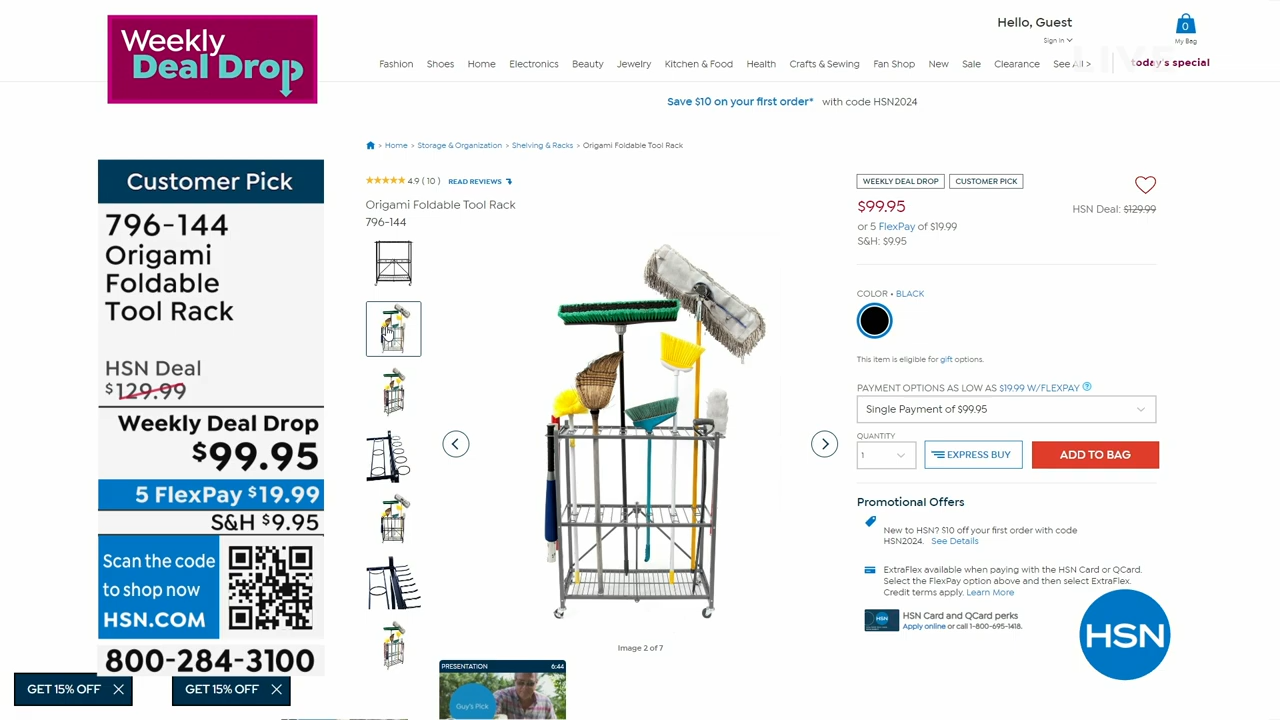 Weekly
Deal Drop
Hello, Guest
Sign In
0
My Bag
LIVE
Fashion Shoes Home Electronics Beauty Jewelry Kitchen & Food Health Crafts & Sewing Fan Shop New Sale Clearance See All > today's special
Save $10 on your first order* with code HSN2024
> Home > Storage & Organization > Shelving & Racks > Origami Foldable Tool Rack
Customer Pick
796-144
Origami
Foldable
Tool Rack
HSN Deal
$129.99
Weekly Deal Drop
$99.95
5 FlexPay $19.99
S&H $9.95
Scan the code
to shop now
HSN.COM
800-284-3100
GET 15% OFF
GET 15% OFF
4.9 ( 10 ) READ REVIEWS
Origami Foldable Tool Rack
796-144
Image 2 of 7
PRESENTATION 6:44
Guy's Pick
WEEKLY DEAL DROP CUSTOMER PICK
$99.95
HSN Deal: $129.99
or 5 FlexPay of $19.99
S&H: $9.95
COLOR • BLACK
This item is eligible for gift options.
PAYMENT OPTIONS AS LOW AS $19.99 W/FLEXPAY ?
Single Payment of $99.95
QUANTITY
1
EXPRESS BUY
ADD TO BAG
Promotional Offers
New to HSN? $10 off your first order with code
HSN2024. See Details
ExtraFlex available when paying with the HSN Card or QCard.
Select the FlexPay option above and then select ExtraFlex.
Credit terms apply. Learn More
HSN
HSN Card and QCard perks
Apply online or call 1-800-695-1418.
HSN